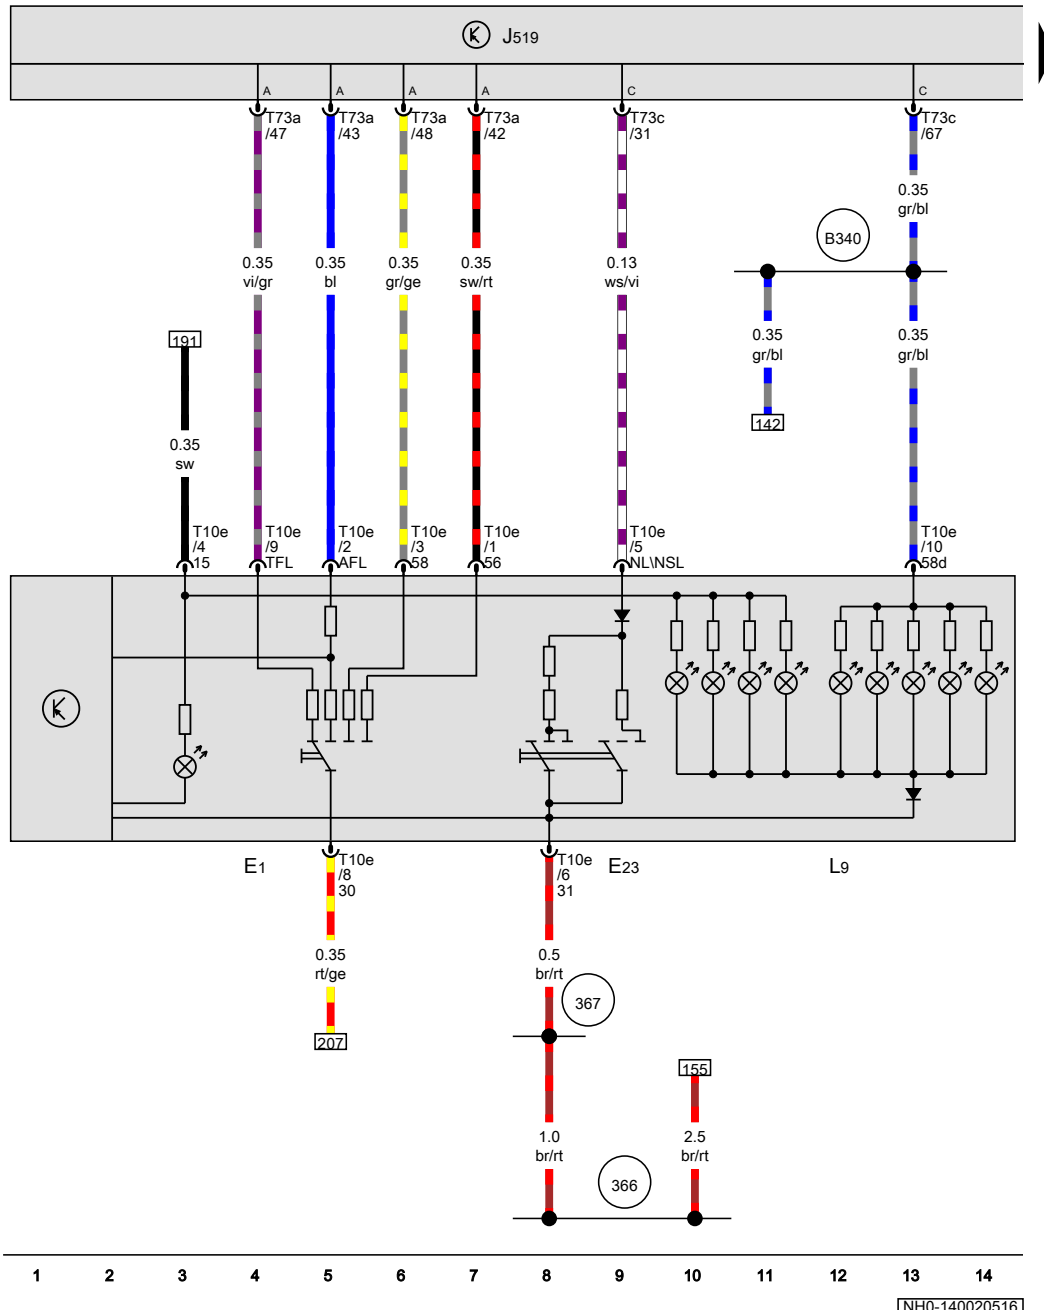 J519
A A A A C C
T73a T73a T73a T73a T73c T73c
/47 /43 /48 /42 /31 /67
0.35
gr/bl
B340
0.35 0.35 0.35 0.35 0.13
vi/gr bl gr/ge sw/rt ws/vi
191
0.35 0.35
gr/bl gr/bl
142
0.35
sw
T10e T10e T10e T10e T10e T10e T10e
/4 /9 /2 /3 /1 /5 /10
15 TFL AFL 58 56 NL\NSL 58d
E1 E23 L9
T10e T10e
/8 /6
30 31
0.35 0.5
rt/ge br/rt
367
207
155
1.0 2.5
br/rt br/rt
366
1 2 3 4 5 6 7 8 9 10 11 12 13 14
NH0-140020516